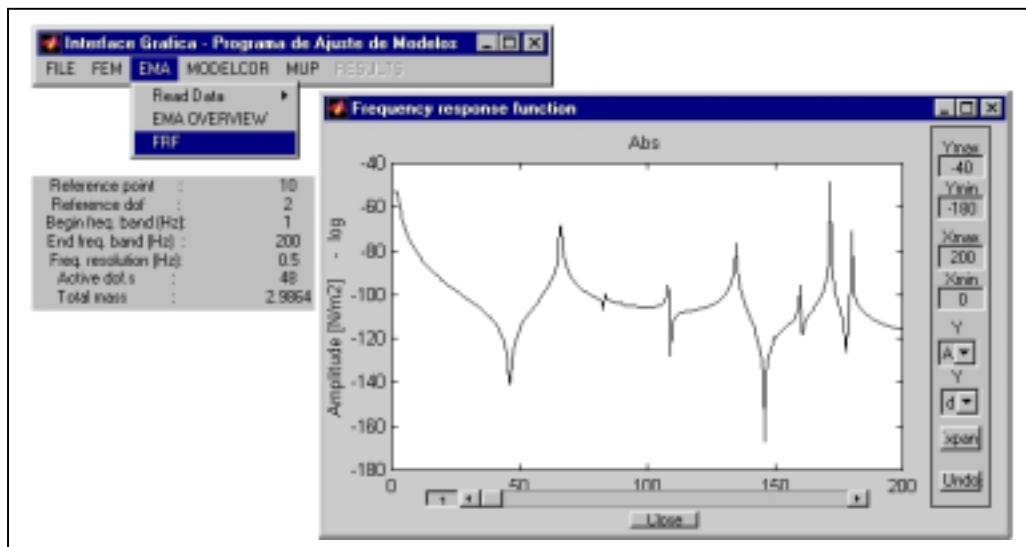 Interface Grafica - Programa de Ajuste de Modelos
FILE FEM EMA MODELCOR MUP RESULTS
Read Data
EMA OVERVIEW
FRF
Reference point : 10
Reference dof : 2
Begin freq. band (Hz): 1
End freq. band (Hz) : 200
Freq. resolution (Hz): 0.5
Active dof.s : 48
Total mass : 2.9864
Frequency response function
Abs
Amplitude [N/m2] - log
-40
-60
-80
-100
-120
-140
-160
-180
0 50 100 150 200
1
Close
Ymax
-40
Ymin
-180
Xmax
200
Xmin
0
Y
A
Y
d
xpan
Undo